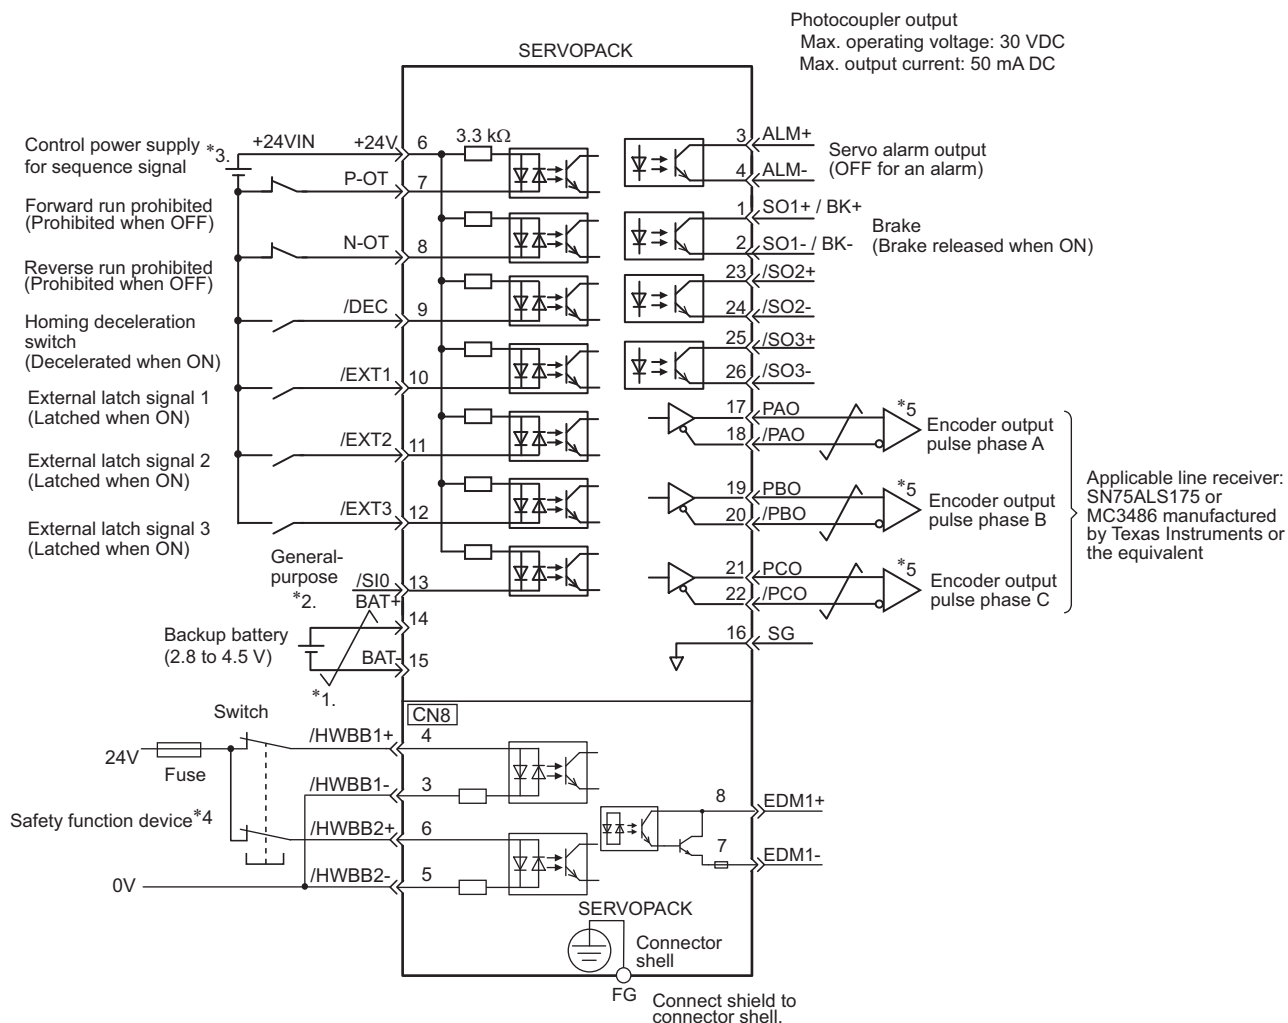 Photocoupler output
Max. operating voltage: 30 VDC
Max. output current: 50 mA DC
SERVOPACK
Control power supply
for sequence signal
*3.
+24VIN
+24V
6
3.3 kΩ
P-OT
7
Forward run prohibited
(Prohibited when OFF)
N-OT
8
Reverse run prohibited
(Prohibited when OFF)
/DEC
9
Homing deceleration
switch
(Decelerated when ON)
/EXT1
10
External latch signal 1
(Latched when ON)
/EXT2
11
External latch signal 2
(Latched when ON)
/EXT3
12
External latch signal 3
(Latched when ON)
General-
purpose
*2.
/SI0
13
BAT+
14
Backup battery
(2.8 to 4.5 V)
BAT-
15
*1.
3
ALM+
4
ALM-
Servo alarm output
(OFF for an alarm)
1
SO1+ / BK+
2
SO1- / BK-
Brake
(Brake released when ON)
23
/SO2+
24
/SO2-
25
/SO3+
26
/SO3-
17
PAO
18
/PAO
*5
Encoder output
pulse phase A
19
PBO
20
/PBO
*5
Encoder output
pulse phase B
21
PCO
22
/PCO
*5
Encoder output
pulse phase C
Applicable line receiver:
SN75ALS175 or
MC3486 manufactured
by Texas Instruments or
the equivalent
16
SG
CN8
Switch
24V
Fuse
/HWBB1+
4
/HWBB1-
3
Safety function device*4
/HWBB2+
6
/HWBB2-
5
0V
8
EDM1+
7
EDM1-
SERVOPACK
Connector
shell
FG
Connect shield to
connector shell.